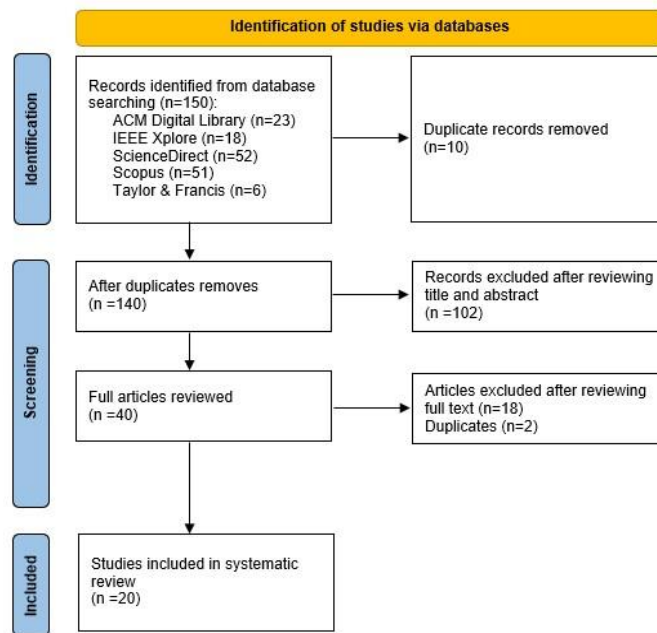 Identification of studies via databases
Identification
Records identified from database
searching (n=150):
ACM Digital Library (n=23)
IEEE Xplore (n=18)
ScienceDirect (n=52)
Scopus (n=51)
Taylor & Francis (n=6)
Duplicate records removed
(n=10)
Screening
After duplicates removes
(n =140)
Records excluded after reviewing
title and abstract
(n =102)
Full articles reviewed
(n =40)
Articles excluded after reviewing
full text (n=18)
Duplicates (n=2)
Included
Studies included in systematic
review
(n =20)